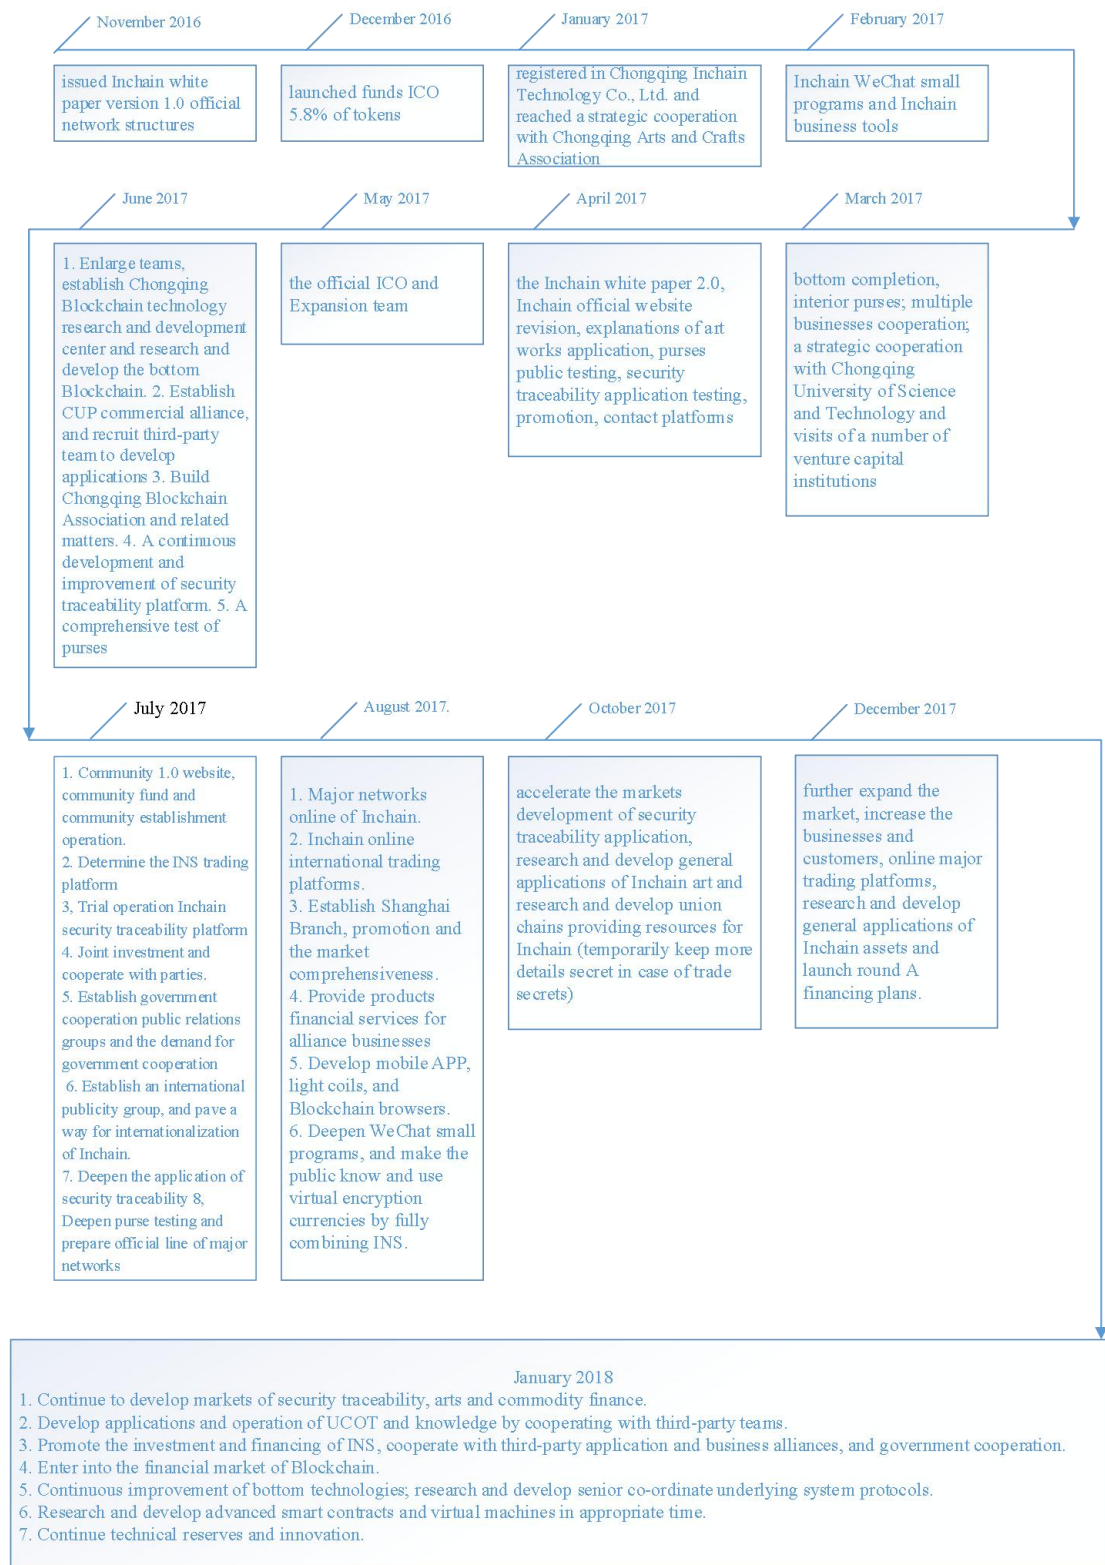 November 2016
December 2016
January 2017
February 2017
issued Inchain white
paper version 1.0 official
network structures
launched funds ICO
5.8% of tokens
registered in Chongqing Inchain
Technology Co., Ltd. and
reached a strategic cooperation
with Chongqing Arts and Crafts
Association
Inchain WeChat small
programs and Inchain
business tools
June 2017
May 2017
April 2017
March 2017
1. Enlarge teams,
establish Chongqing
Blockchain technology
research and development
center and research and
develop the bottom
Blockchain. 2. Establish
CUP commercial alliance,
and recruit third-party
team to develop
applications 3. Build
Chongqing Blockchain
Association and related
matters. 4. A continuous
development and
improvement of security
traceability platform. 5. A
comprehensive test of
purses
the official ICO and
Expansion team
the Inchain white paper 2.0,
Inchain official website
revision, explanations of art
works application, purses
public testing, security
traceability application testing,
promotion, contact platforms
bottom completion,
interior purses; multiple
businesses cooperation;
a strategic cooperation
with Chongqing
University of Science
and Technology and
visits of a number of
venture capital
institutions
July 2017
August 2017.
October 2017
December 2017
1. Community 1.0 website,
community fund and
community establishment
operation.
2. Determine the INS trading
platform
3, Trial operation Inchain
security traceability platform
4. Joint investment and
cooperate with parties.
5. Establish government
cooperation public relations
groups and the demand for
government cooperation
6. Establish an international
publicity group, and pave a
way for internationalization
of Inchain.
7. Deepen the application of
security traceability 8,
Deepen purse testing and
prepare official line of major
networks
1. Major networks
online of Inchain.
2. Inchain online
international trading
platforms.
3. Establish Shanghai
Branch, promotion and
the market
comprehensiveness.
4. Provide products
financial services for
alliance businesses
5. Develop mobile APP,
light coils, and
Blockchain browsers.
6. Deepen WeChat small
programs, and make the
public know and use
virtual encryption
currencies by fully
combining INS.
accelerate the markets
development of security
traceability application,
research and develop general
applications of Inchain art and
research and develop union
chains providing resources for
Inchain (temporarily keep more
details secret in case of trade
secrets)
further expand the
market, increase the
businesses and
customers, online major
trading platforms,
research and develop
general applications of
Inchain assets and
launch round A
financing plans.
January 2018
1. Continue to develop markets of security traceability, arts and commodity finance.
2. Develop applications and operation of UCOT and knowledge by cooperating with third-party teams.
3. Promote the investment and financing of INS, cooperate with third-party application and business alliances, and government cooperation.
4. Enter into the financial market of Blockchain.
5. Continuous improvement of bottom technologies; research and develop senior co-ordinate underlying system protocols.
6. Research and develop advanced smart contracts and virtual machines in appropriate time.
7. Continue technical reserves and innovation.